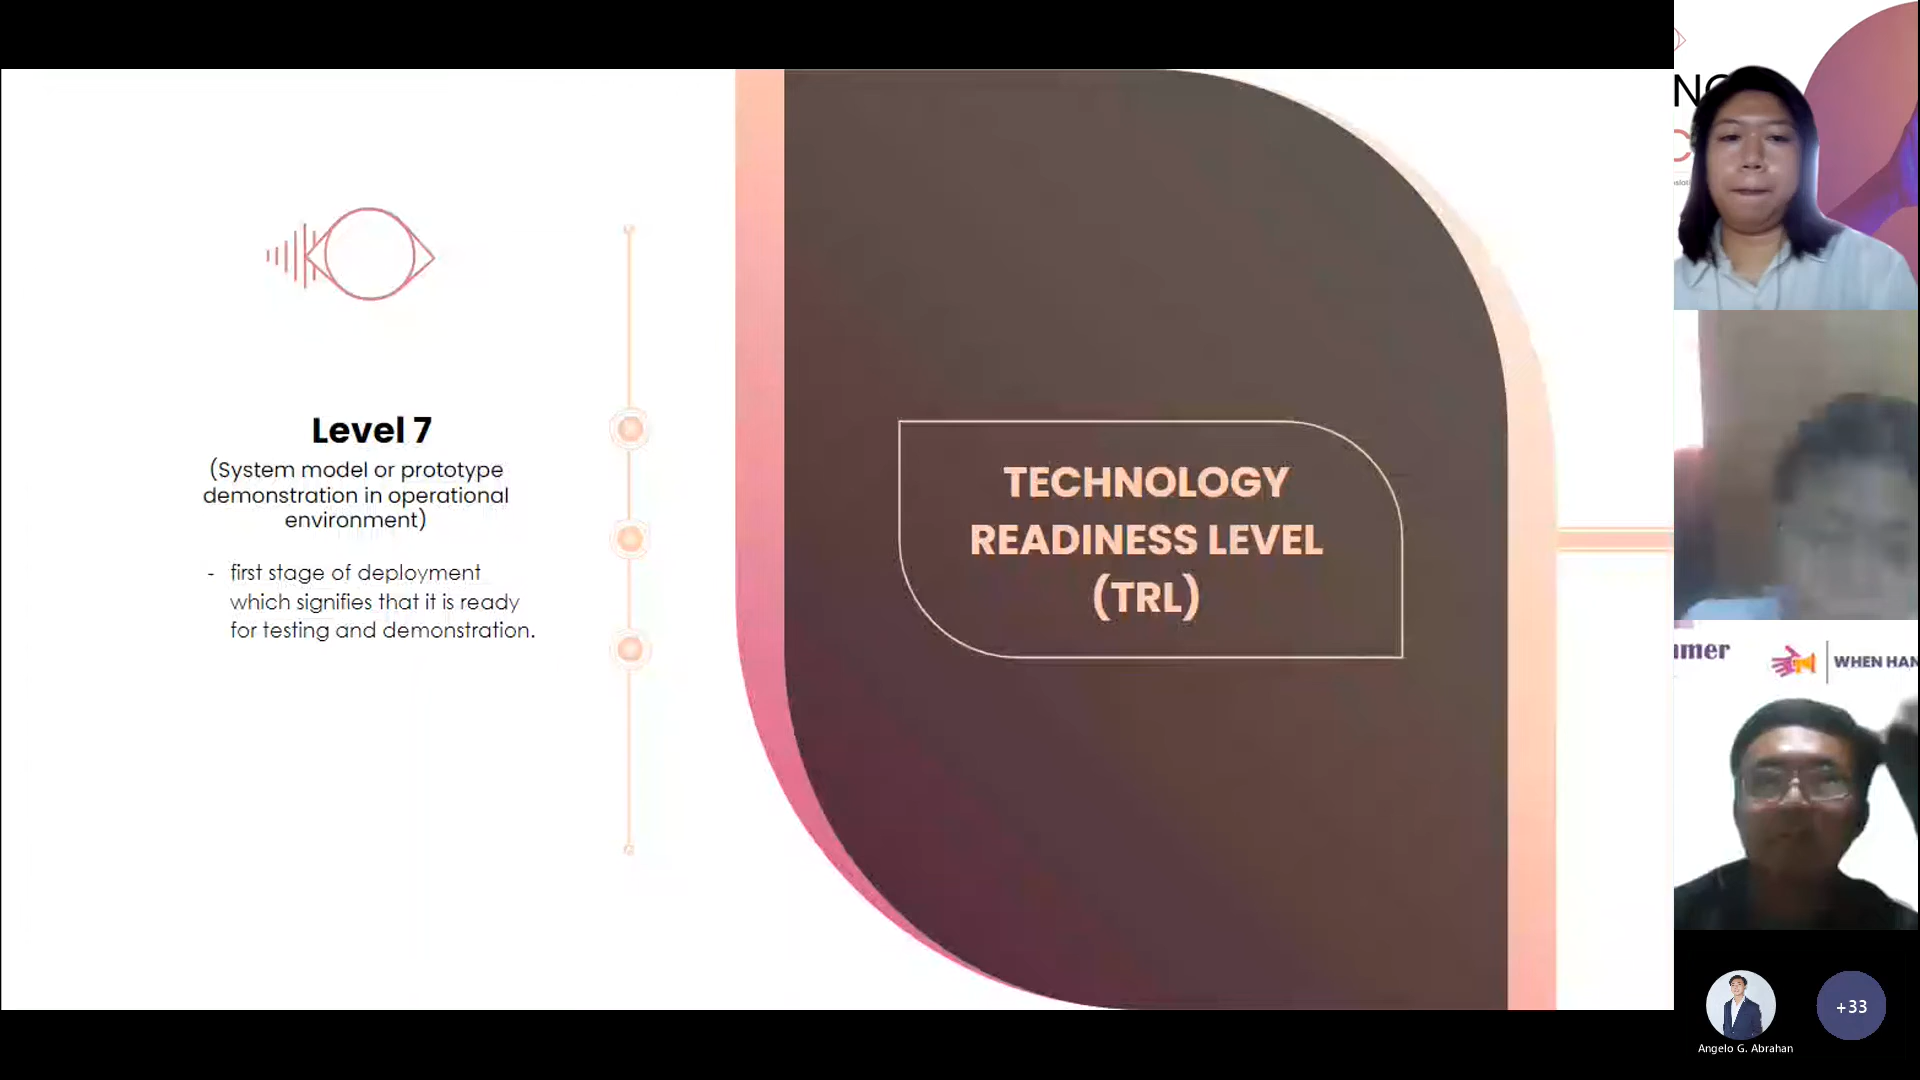 Level 7
(System model or prototype
demonstration in operational
environment)
- first stage of deployment
which signifies that it is ready
for testing and demonstration.
TECHNOLOGY
READINESS LEVEL
(TRL)
WHEN HAN
Angelo G. Abrahan
+33